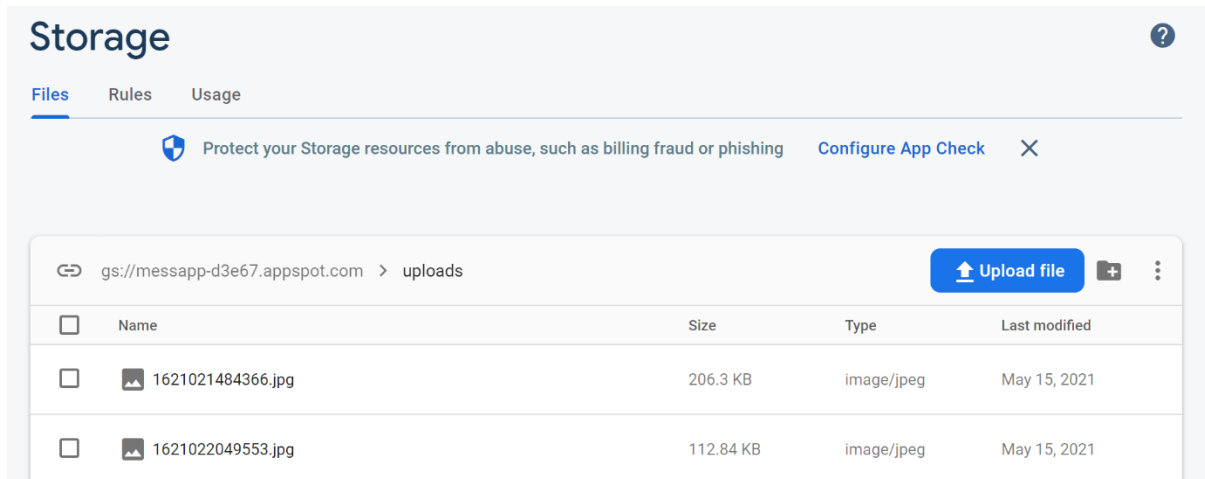 Storage
Files Rules Usage
Protect your Storage resources from abuse, such as billing fraud or phishing Configure App Check
gs://messapp-d3e67.appspot.com > uploads Upload file
Name Size Type Last modified
1621021484366.jpg 206.3 KB image/jpeg May 15, 2021
1621022049553.jpg 112.84 KB image/jpeg May 15, 2021